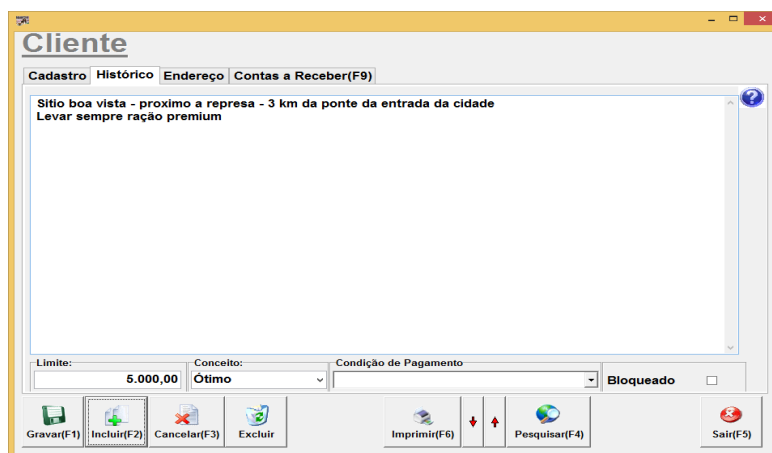 Cliente
Cadastro Histórico Endereço Contas a Receber(F9)
Sitio boa vista - proximo a represa - 3 km da ponte da entrada da cidade
Levar sempre ração premium
Limite: Conceito: Condição de Pagamento
5.000,00 Ótimo Bloqueado
Gravar(F1) Incluir(F2) Cancelar(F3) Excluir Imprimir(F6) Pesquisar(F4) Sair(F5)